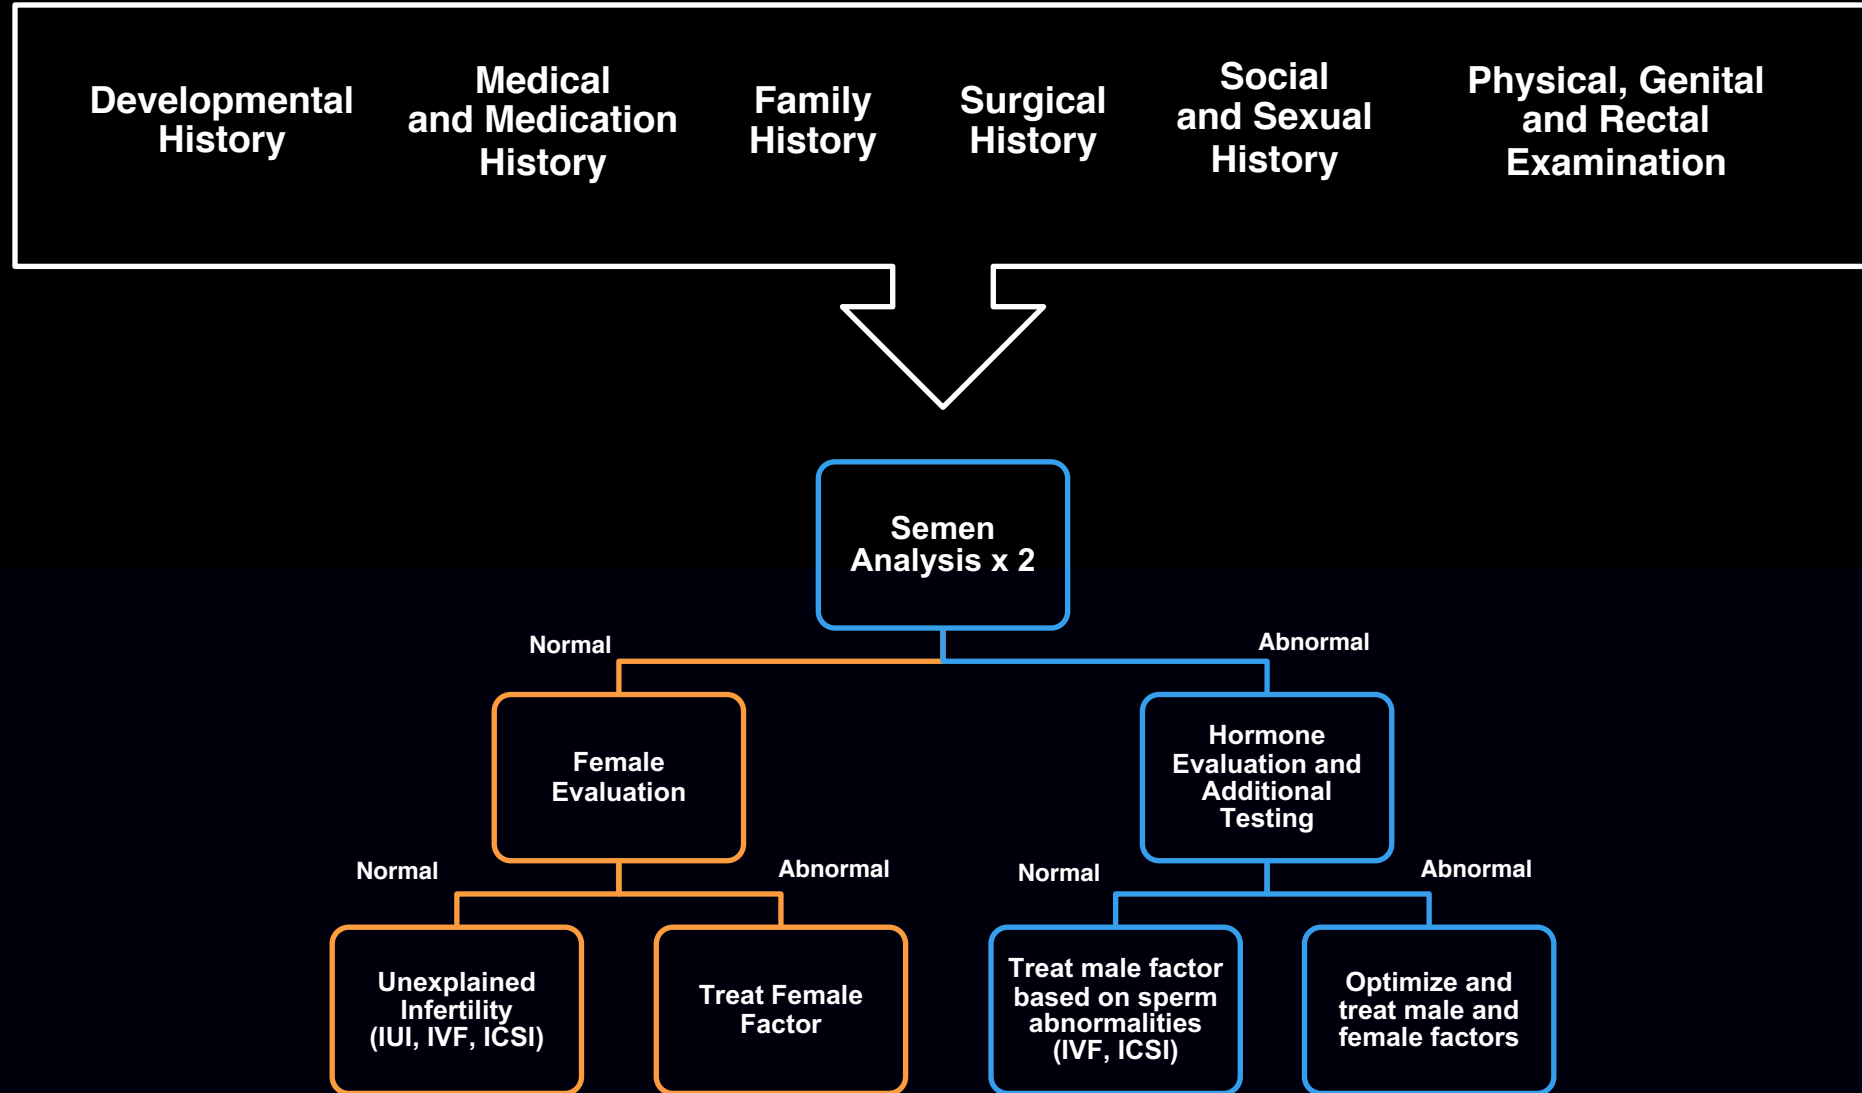 Developmental
History
Medical
and Medication
History
Family
History
Surgical
History
Social
and Sexual
History
Physical, Genital
and Rectal
Examination
Semen
Analysis x 2
Normal
Abnormal
Female
Evaluation
Hormone
Evaluation and
Additional
Testing
Normal
Abnormal
Normal
Abnormal
Unexplained
Infertility
(IUI, IVF, ICSI)
Treat Female
Factor
Treat male factor
based on sperm
abnormalities
(IVF, ICSI)
Optimize and
treat male and
female factors